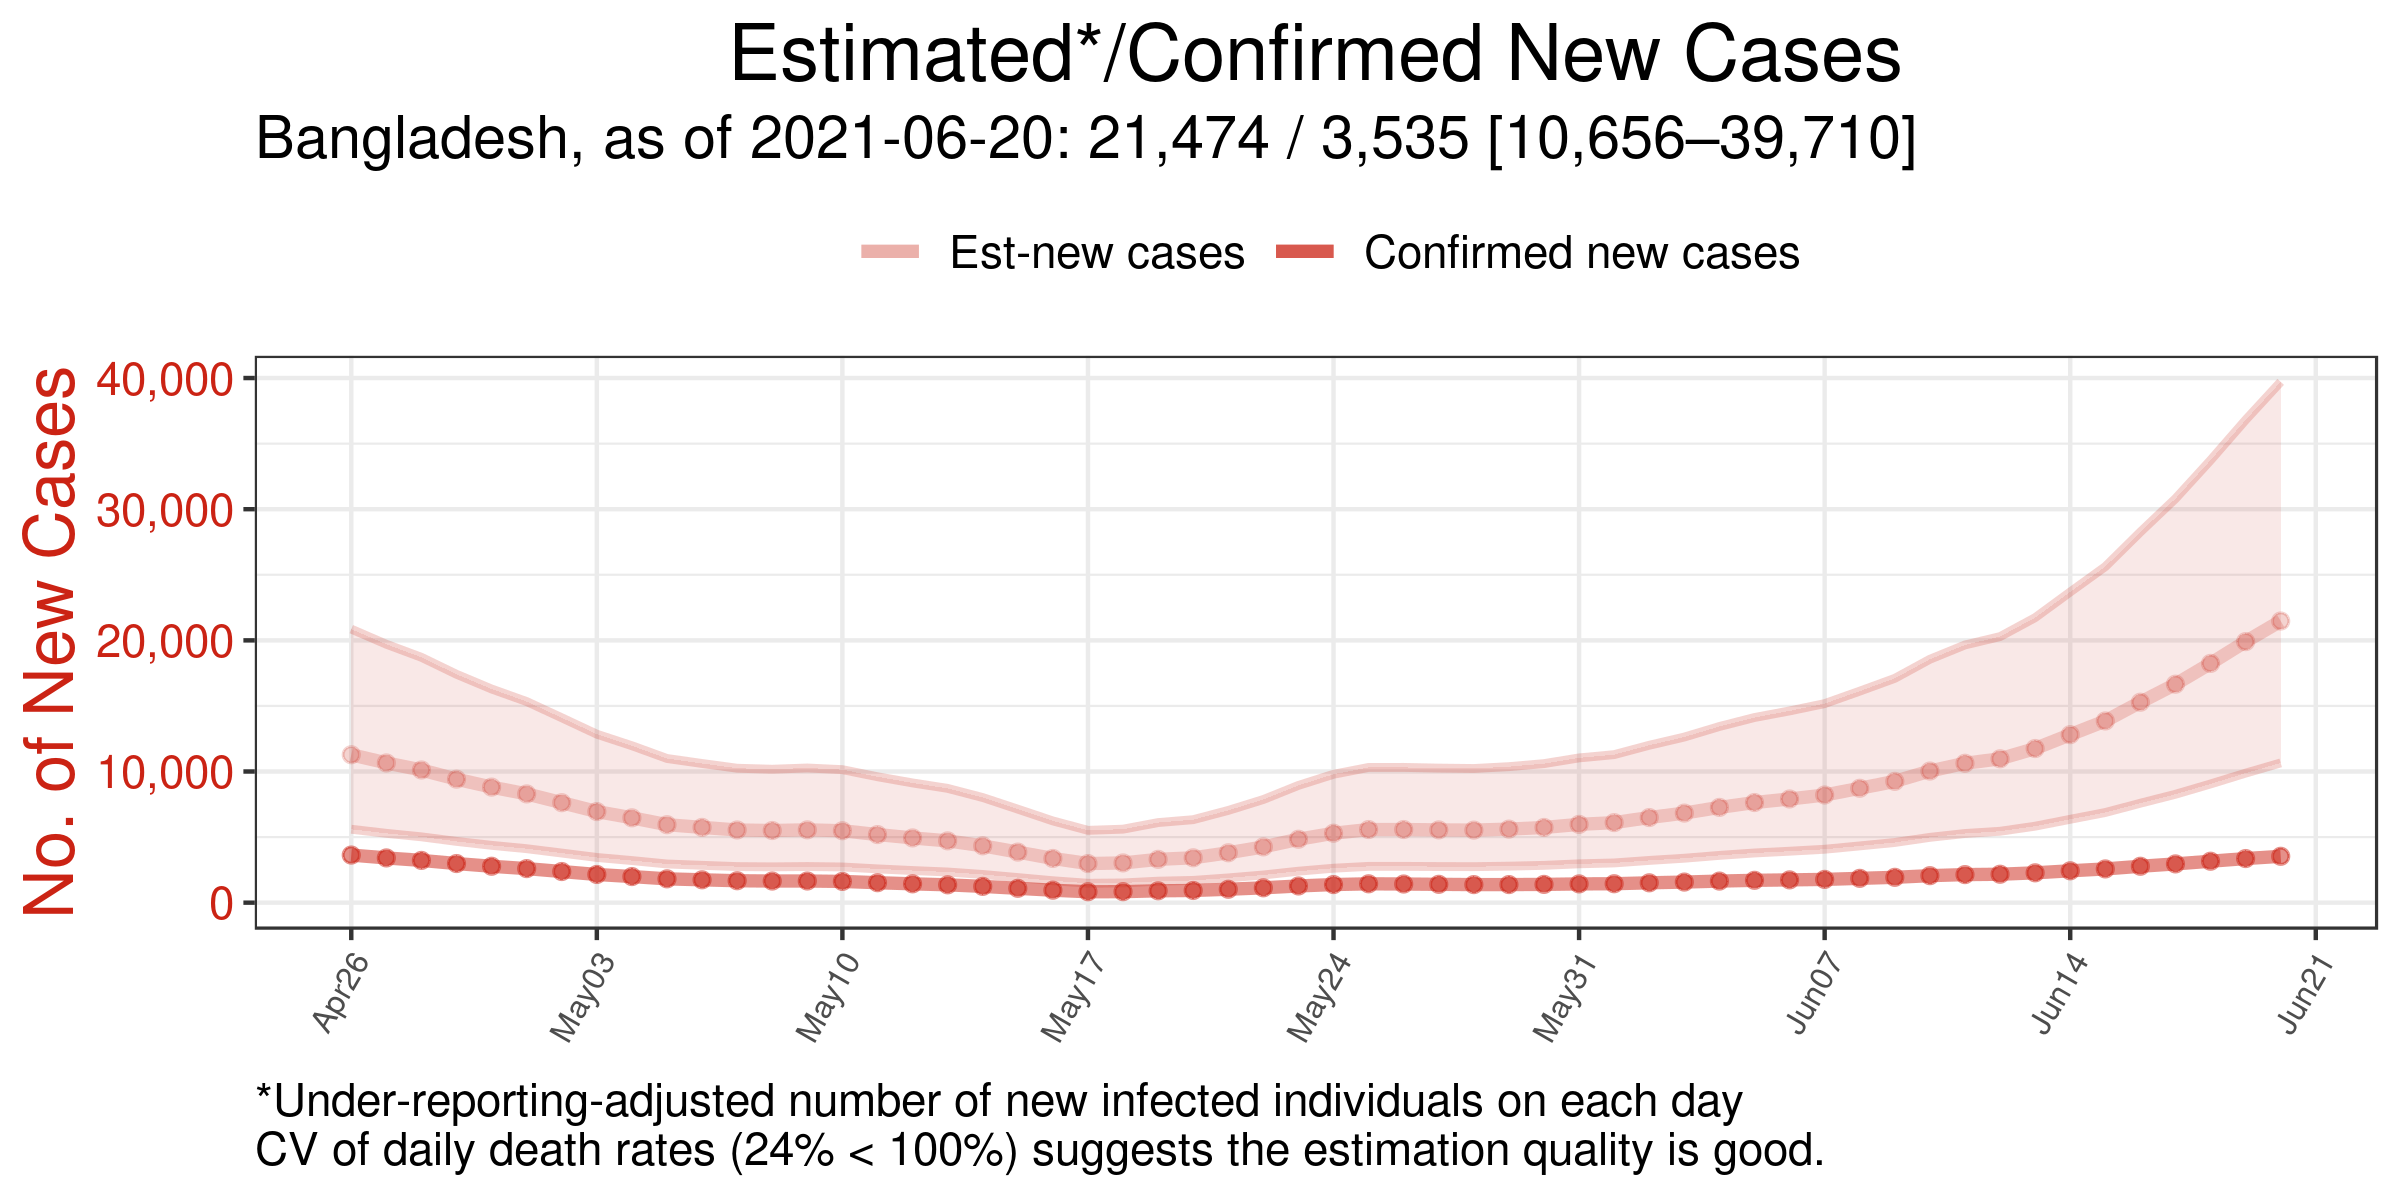 Estimated*/Confirmed New Cases
Bangladesh, as of 2021-06-20: 21,474 / 3,535 [10,656–39,710]
Est-new cases
Confirmed new cases
No. of New Cases
40,000
30,000
20,000
10,000
0
Apr26
May03
May10
May17
May24
May31
Jun07
Jun14
Jun21
*Under-reporting-adjusted number of new infected individuals on each day
CV of daily death rates (24% < 100%) suggests the estimation quality is good.